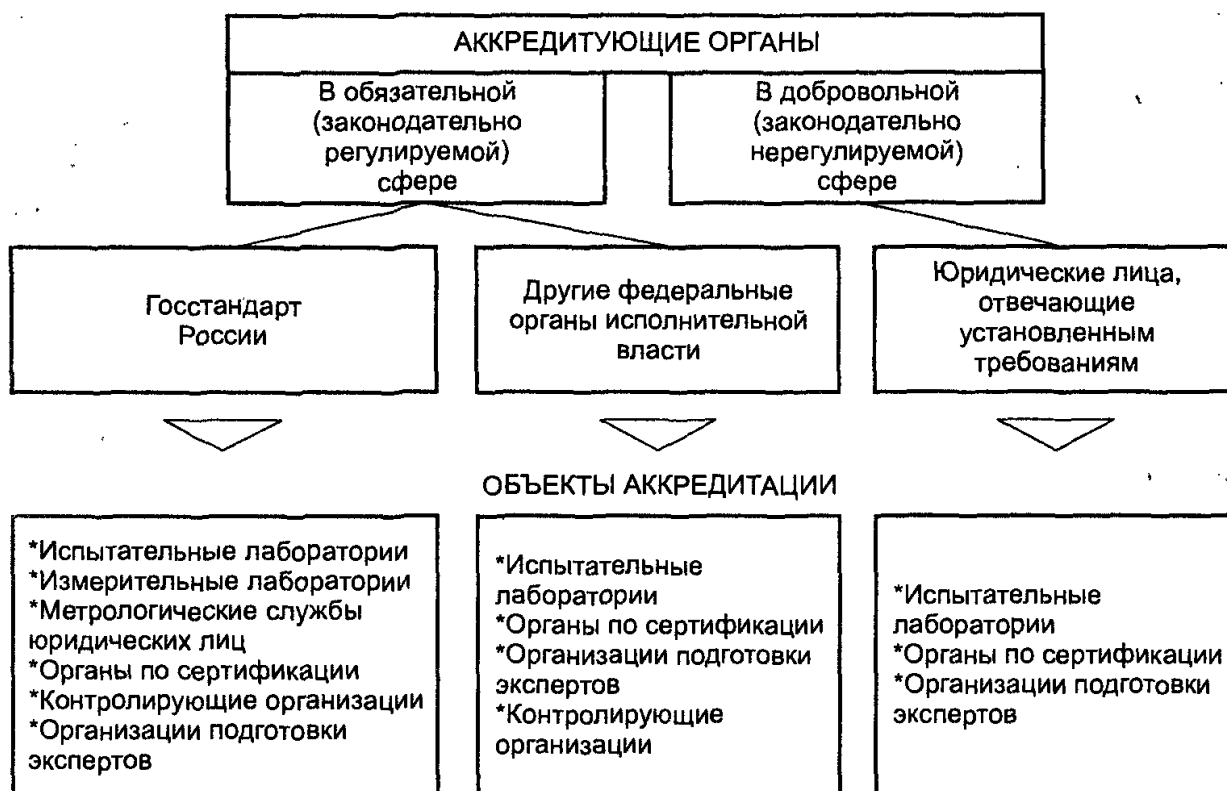 АККРЕДИТУЮЩИЕ ОРГАНЫ
В обязательной
(законодательно
регулируемой)
сфере
В добровольной
(законодательно
нерегулируемой)
сфере
Госстандарт
России
Другие федеральные
органы исполнительной
власти
Юридические лица,
отвечающие
установленным
требованиям
ОБЪЕКТЫ АККРЕДИТАЦИИ
*Испытательные лаборатории
*Измерительные лаборатории
*Метрологические службы
юридических лиц
*Органы по сертификации
*Контролирующие организации
*Организации подготовки
экспертов
*Испытательные
лаборатории
*Органы по сертификации
*Организации подготовки
экспертов
*Контролирующие
организации
*Испытательные
лаборатории
*Органы по сертификации
*Организации подготовки
экспертов